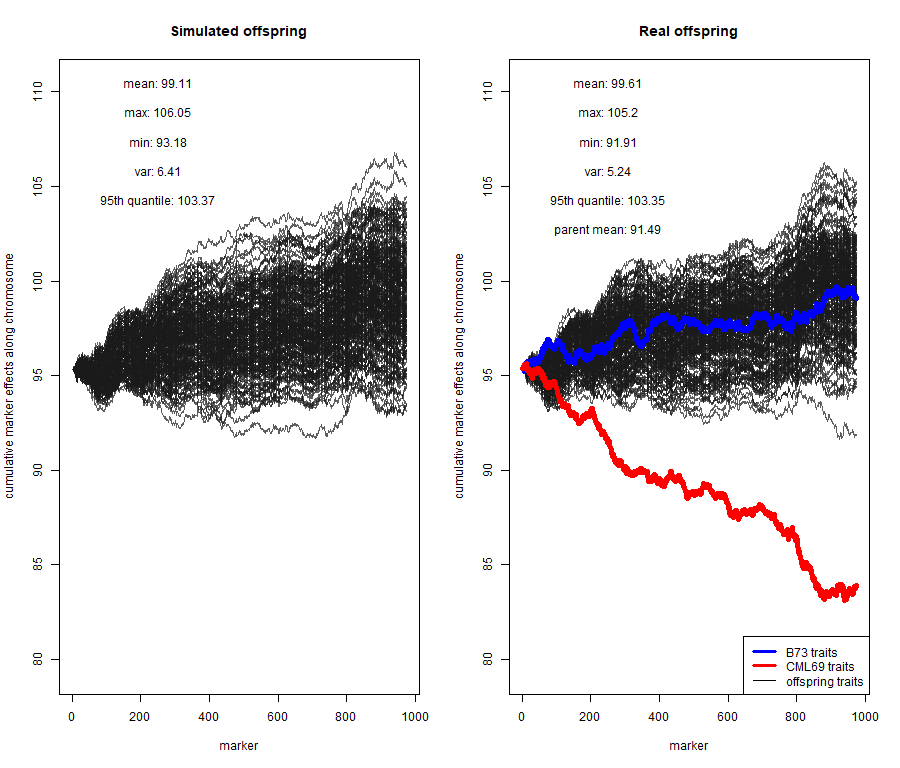 Simulated offspring
mean: 99.11
max: 106.05
min: 93.18
var: 6.41
95th quantile: 103.37
cumulative marker effects along chromosome
110
105
100
95
90
85
80
0 200 400 600 800 1000
marker
Real offspring
mean: 99.61
max: 105.2
min: 91.91
var: 5.24
95th quantile: 103.35
parent mean: 91.49
cumulative marker effects along chromosome
110
105
100
95
90
85
80
B73 traits
CML69 traits
offspring traits
0 200 400 600 800 1000
marker